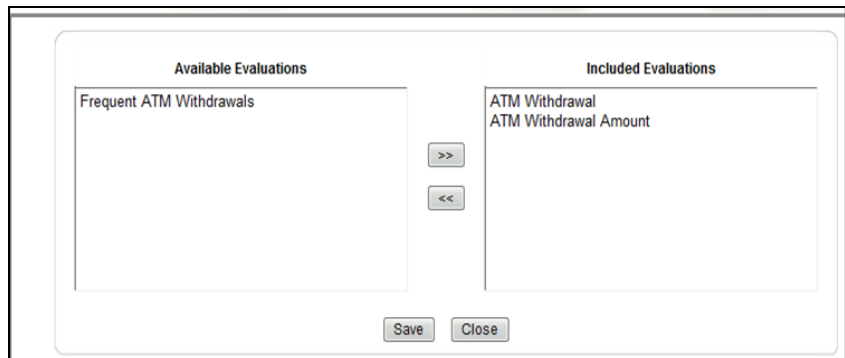 Available Evaluations
Included Evaluations
Frequent ATM Withdrawals
ATM Withdrawal
ATM Withdrawal Amount
>>
<<
Save
Close